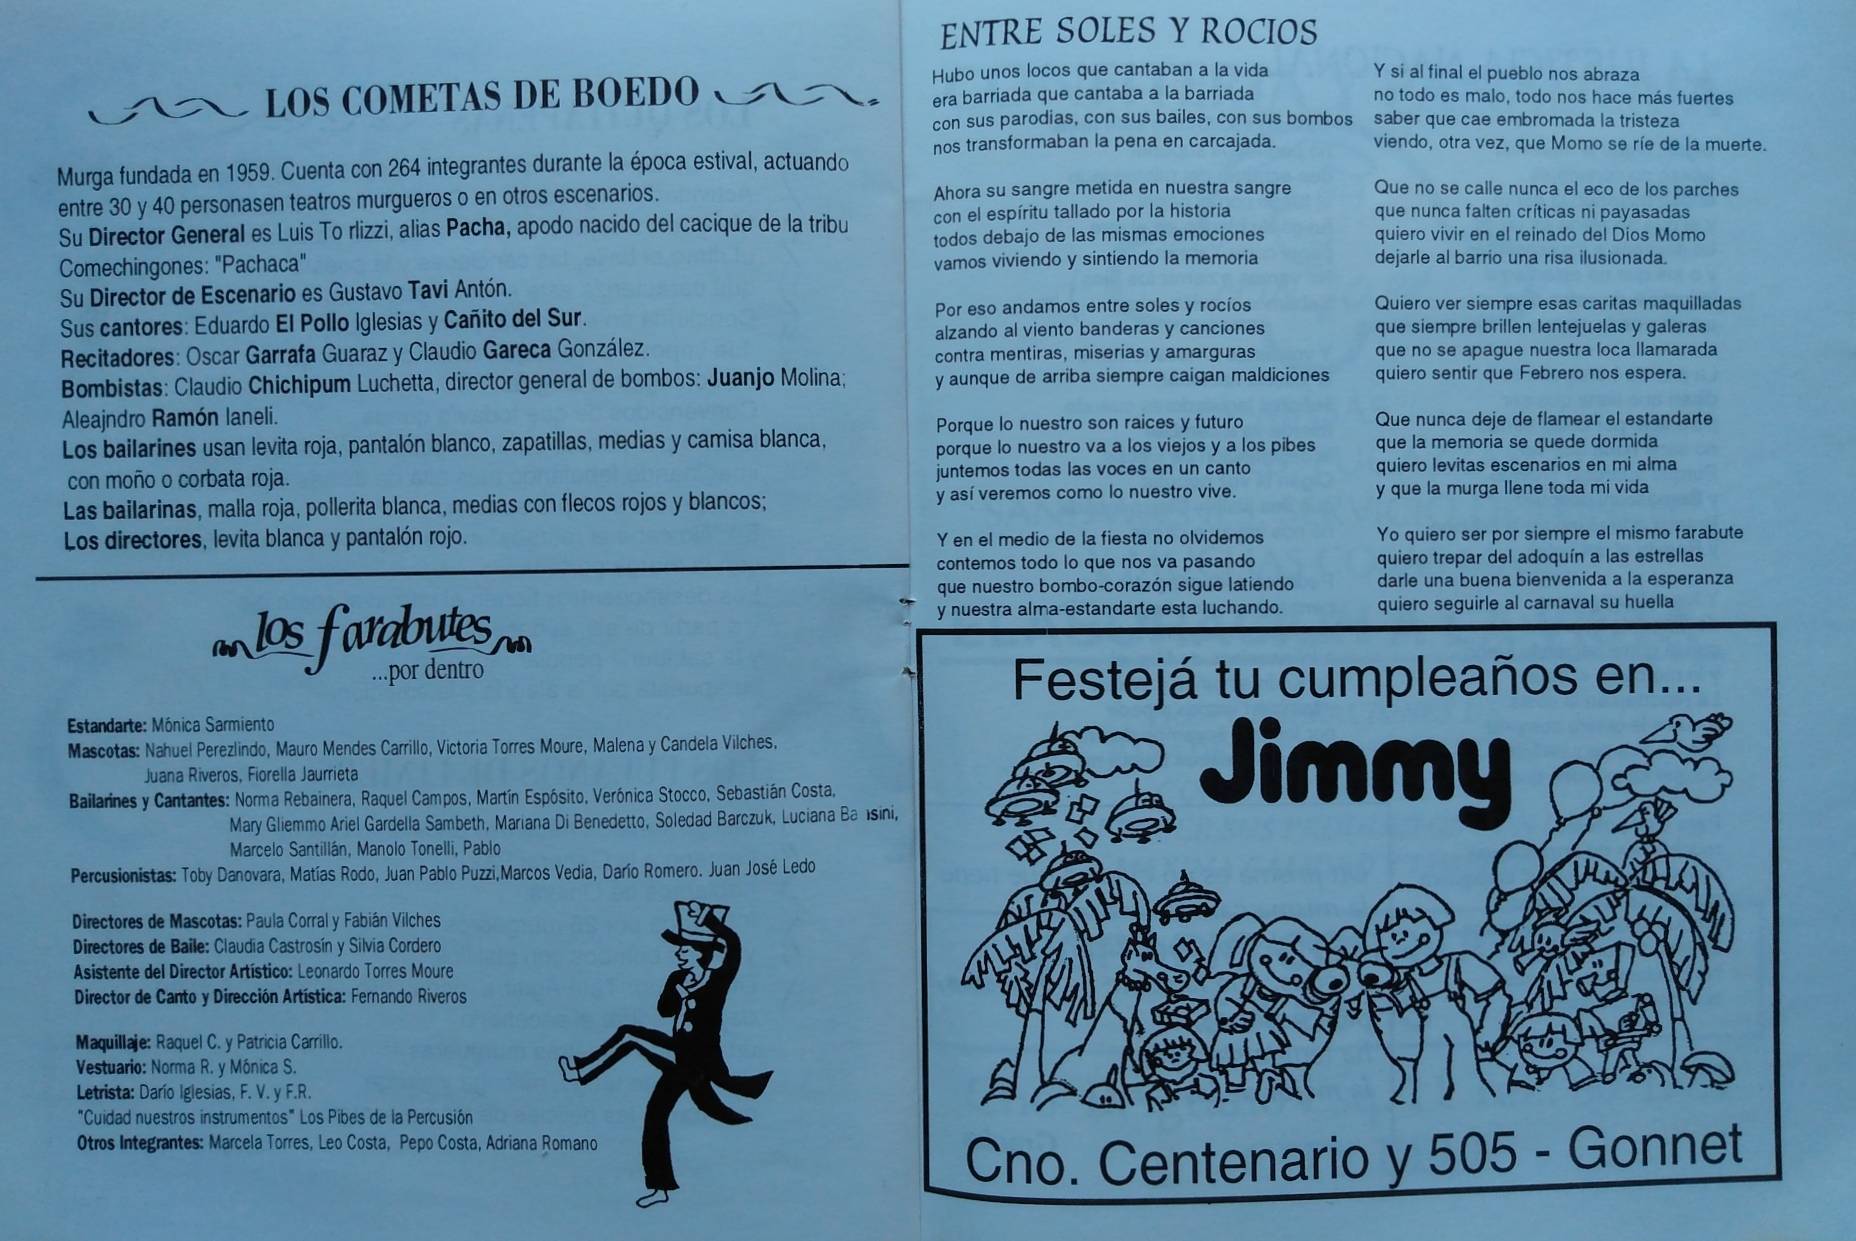 LOS COMETAS DE BOEDO
Murga fundada en 1959. Cuenta con 264 integrantes durante la época estival, actuando
entre 30 y 40 personasen teatros murgueros o en otros escenarios.
Su Director General es Luis To rlizzi, alias Pacha, apodo nacido del cacique de la tribu
Comechingones: "Pachaca"
Su Director de Escenario es Gustavo Tavi Antón.
Sus cantores: Eduardo El Pollo Iglesias y Cañito del Sur.
Recitadores: Oscar Garrafa Guaraz y Claudio Gareca González.
Bombistas: Claudio Chichipum Luchetta, director general de bombos: Juanjo Molina;
Aleajndro Ramón Ianeli.
Los bailarines usan levita roja, pantalón blanco, zapatillas, medias y camisa blanca,
con moño o corbata roja.
Las bailarinas, malla roja, pollerita blanca, medias con flecos rojos y blancos;
Los directores, levita blanca y pantalón rojo.
los farabutes
...por dentro
Estandarte: Mónica Sarmiento
Mascotas: Nahuel Perezlindo, Mauro Mendes Carrillo, Victoria Torres Moure, Malena y Candela Vilches,
Juana Riveros, Fiorella Jaurrieta
Bailarines y Cantantes: Norma Rebainera, Raquel Campos, Martín Espósito, Verónica Stocco, Sebastián Costa,
Mary Gliemmo Ariel Gardella Sambeth, Mariana Di Benedetto, Soledad Barczuk, Luciana
Marcelo Santillán, Manolo Tonelli, Pablo
Percusionistas: Toby Danovara, Matías Rodo, Juan Pablo Puzzi,Marcos Vedia, Darío Romero. Juan José Ledo
Directores de Mascotas: Paula Corral y Fabián Vilches
Directores de Baile: Claudia Castrosín y Silvia Cordero
Asistente del Director Artístico: Leonardo Torres Moure
Director de Canto y Dirección Artística: Fernando Riveros
Maquillaje: Raquel C. y Patricia Carrillo.
Vestuario: Norma R. y Mónica S.
Letrista: Darío Iglesias, F. V. y F.R.
"Cuidad nuestros instrumentos" Los Pibes de la Percusión
Otros Integrantes: Marcela Torres, Leo Costa, Pepo Costa, Adriana Romano
ENTRE SOLES Y ROCIOS
Hubo unos locos que cantaban a la vida
era barriada que cantaba a la barriada
con sus parodias, con sus bailes, con sus bombos
nos transformaban la pena en carcajada.
Ahora su sangre metida en nuestra sangre
con el espíritu tallado por la historia
todos debajo de las mismas emociones
vamos viviendo y sintiendo la memoria
Por eso andamos entre soles y rocíos
alzando al viento banderas y canciones
contra mentiras, miserias y amarguras
y aunque de arriba siempre caigan maldiciones
Porque lo nuestro son raices y futuro
porque lo nuestro va a los viejos y a los pibes
juntemos todas las voces en un canto
y así veremos como lo nuestro vive.
Y en el medio de la fiesta no olvidemos
contemos todo lo que nos va pasando
que nuestro bombo-corazón sigue latiendo
y nuestra alma-estandarte esta luchando.
Y si al final el pueblo nos abraza
no todo es malo, todo nos hace más fuertes
saber que cae embromada la tristeza
viendo, otra vez, que Momo se ríe de la muerte.
Que no se calle nunca el eco de los parches
que nunca falten críticas ni payasadas
quiero vivir en el reinado del Dios Momo
dejarle al barrio una risa ilusionada.
Quiero ver siempre esas caritas maquilladas
que siempre brillen lentejuelas y galeras
que no se apague nuestra loca llamarada
quiero sentir que Febrero nos espera.
Que nunca deje de flamear el estandarte
que la memoria se quede dormida
quiero levitas escenarios en mi alma
y que la murga llene toda mi vida
Yo quiero ser por siempre el mismo farabute
quiero trepar del adoquín a las estrellas
darle una buena bienvenida a la esperanza
quiero seguirle al carnaval su huella
Festejá tu cumpleaños en...
Jimmy
Cno. Centenario y 505 - Gonnet